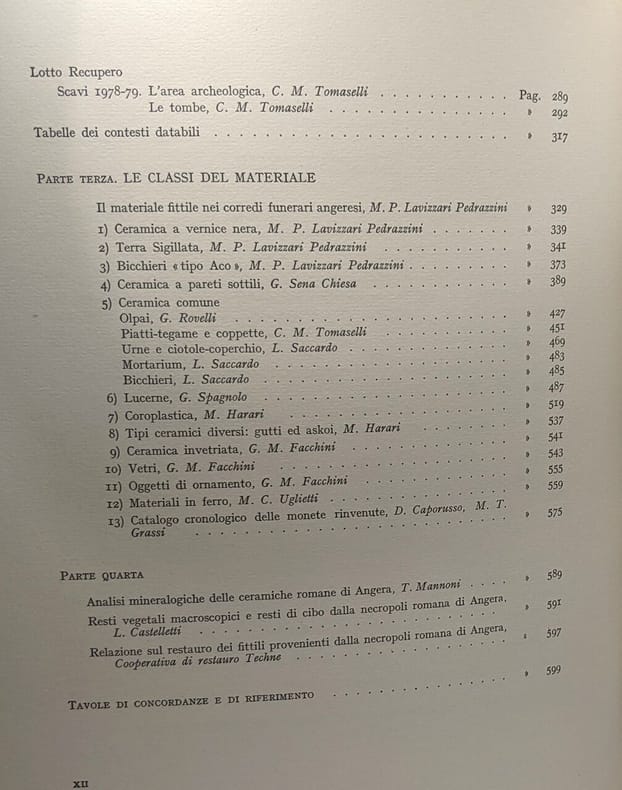 Lotto Recupero
Scavi 1978-79. L'area archeologica, C. M. Tomaselli . . . . . . . . . . . Pag. 289
Le tombe, C. M. Tomaselli . . . . . . . . . . . . . . » 292
Tabelle dei contesti databili . . . . . . . . . . . . . . . . . . . . . . . » 317
PARTE TERZA. LE CLASSI DEL MATERIALE
Il materiale fittile nei corredi funerari angeresi, M. P. Lavizzari Pedrazzini » 329
1) Ceramica a vernice nera, M. P. Lavizzari Pedrazzini . . . . . . . » 339
2) Terra Sigillata, M. P. Lavizzari Pedrazzini . . . . . . . . . . . » 341
3) Bicchieri « tipo Aco », M. P. Lavizzari Pedrazzini . . . . . . . . . » 373
4) Ceramica a pareti sottili, G. Sena Chiesa . . . . . . . . . . . . » 389
5) Ceramica comune
Olpai, G. Rovelli . . . . . . . . . . . . . . . . . . . . . . . » 427
Piatti-tegame e coppette, C. M. Tomaselli . . . . . . . . . . . . » 451
Urne e ciotole-coperchio, L. Saccardo . . . . . . . . . . . . . . » 469
Mortarium, L. Saccardo . . . . . . . . . . . . . . . . . . . . » 483
Bicchieri, L. Saccardo . . . . . . . . . . . . . . . . . . . . . » 485
6) Lucerne, G. Spagnolo . . . . . . . . . . . . . . . . . . . . . » 487
7) Coroplastica, M. Harari . . . . . . . . . . . . . . . . . . . . » 519
8) Tipi ceramici diversi: gutti ed askoi, M. Harari . . . . . . . . » 537
9) Ceramica invetriata, G. M. Facchini . . . . . . . . . . . . . . » 541
10) Vetri, G. M. Facchini . . . . . . . . . . . . . . . . . . . . » 543
11) Oggetti di ornamento, G. M. Facchini . . . . . . . . . . . . . » 555
12) Materiali in ferro, M. C. Uglietti . . . . . . . . . . . . . . . » 559
13) Catalogo cronologico delle monete rinvenute, D. Caporusso, M. T.
Grassi . . . . . . . . . . . . . . . . . . . . . . . . . . . » 575
PARTE QUARTA
Analisi mineralogiche delle ceramiche romane di Angera, T. Mannoni . . . . » 589
Resti vegetali macroscopici e resti di cibo dalla necropoli romana di Angera,
L. Castelletti . . . . . . . . . . . . . . . . . . . . . . . . » 591
Relazione sul restauro dei fittili provenienti dalla necropoli romana di Angera,
Cooperativa di restauro Techne . . . . . . . . . . . . . . . . . » 597
TAVOLE DI CONCORDANZE E DI RIFERIMENTO . . . . . . . . . . . . . . » 599
XII